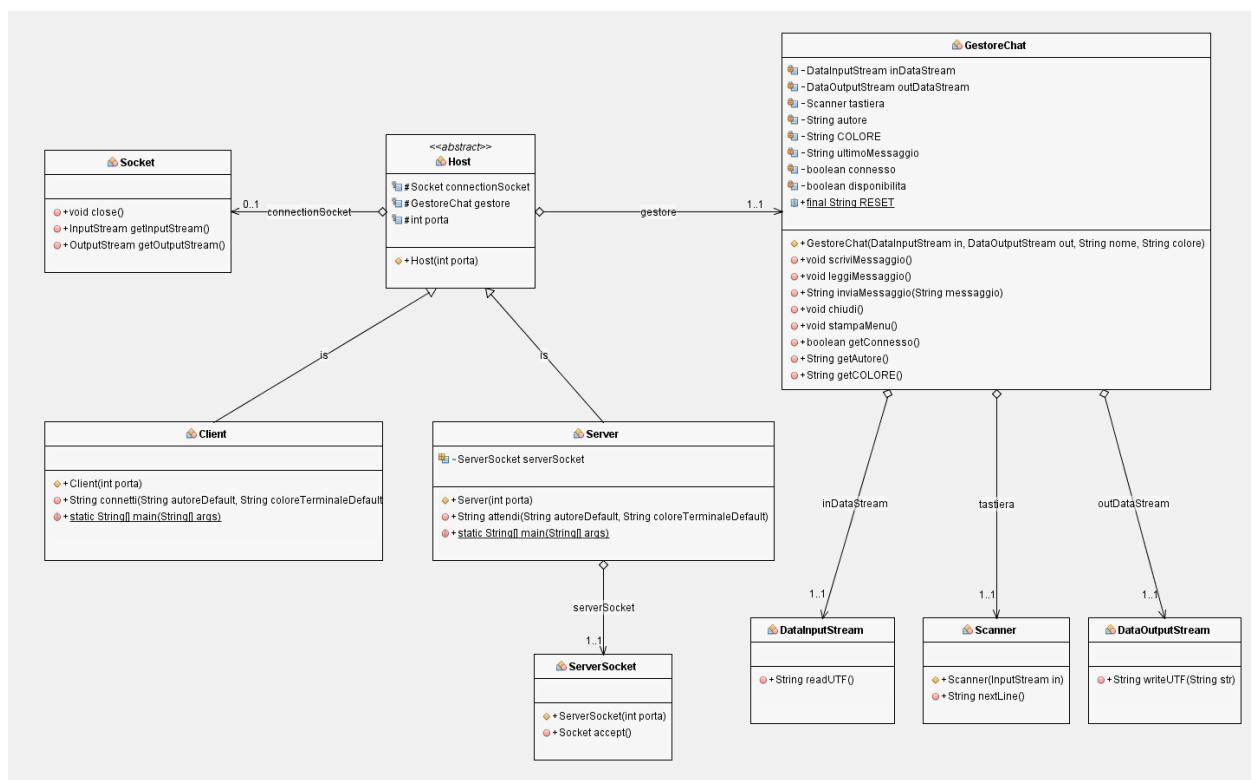 GestoreChat
-DataInputStream inDataStream
-DataOutputStream outDataStream
-Scanner tastiera
-String autore
-String COLORE
-String ultimoMessaggio
-boolean connesso
-boolean disponibilita
+final String RESET
+GestoreChat(DataInputStream in, DataOutputStream out, String nome, String colore)
+void scriviMessaggio()
+void leggiMessaggio()
+String inviaMessaggio(String messaggio)
+void chiudi()
+void stampaMenu()
+boolean getConnesso()
+String getAutore()
+String getCOLORE()
<<abstract>>
Host
#Socket connectionSocket
#GestoreChat gestore
#int porta
+Host(int porta)
Socket
+void close()
+InputStream getInputStream()
+OutputStream getOutputStream()
0..1
connectionSocket
gestore
1..1
is
is
Client
+Client(int porta)
+String connetti(String autoreDefault, String coloreTerminaleDefault
+static String[] main(String[] args)
Server
-ServerSocket serverSocket
+Server(int porta)
+String attendi(String autoreDefault, String coloreTerminaleDefault)
+static String[] main(String[] args)
serverSocket
1..1
ServerSocket
+ServerSocket(int porta)
+Socket accept()
inDataStream
1..1
tastiera
1..1
outDataStream
1..1
DataInputStream
+String readUTF()
Scanner
+Scanner(InputStream in)
+String nextLine()
DataOutputStream
+String writeUTF(String str)